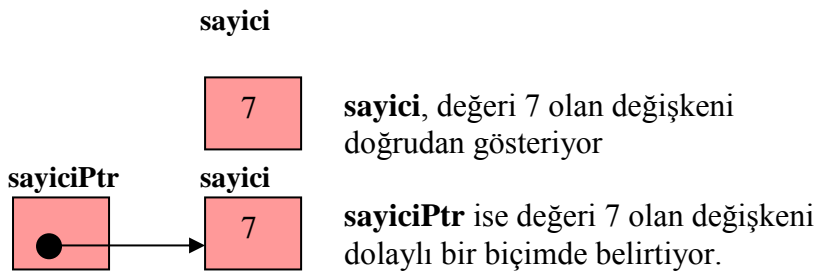 sayici
7
sayici, değeri 7 olan değişkeni
doğrudan gösteriyor
sayiciPtr sayici
7
sayiciPtr ise değeri 7 olan değişkeni
dolaylı bir biçimde belirtiyor.